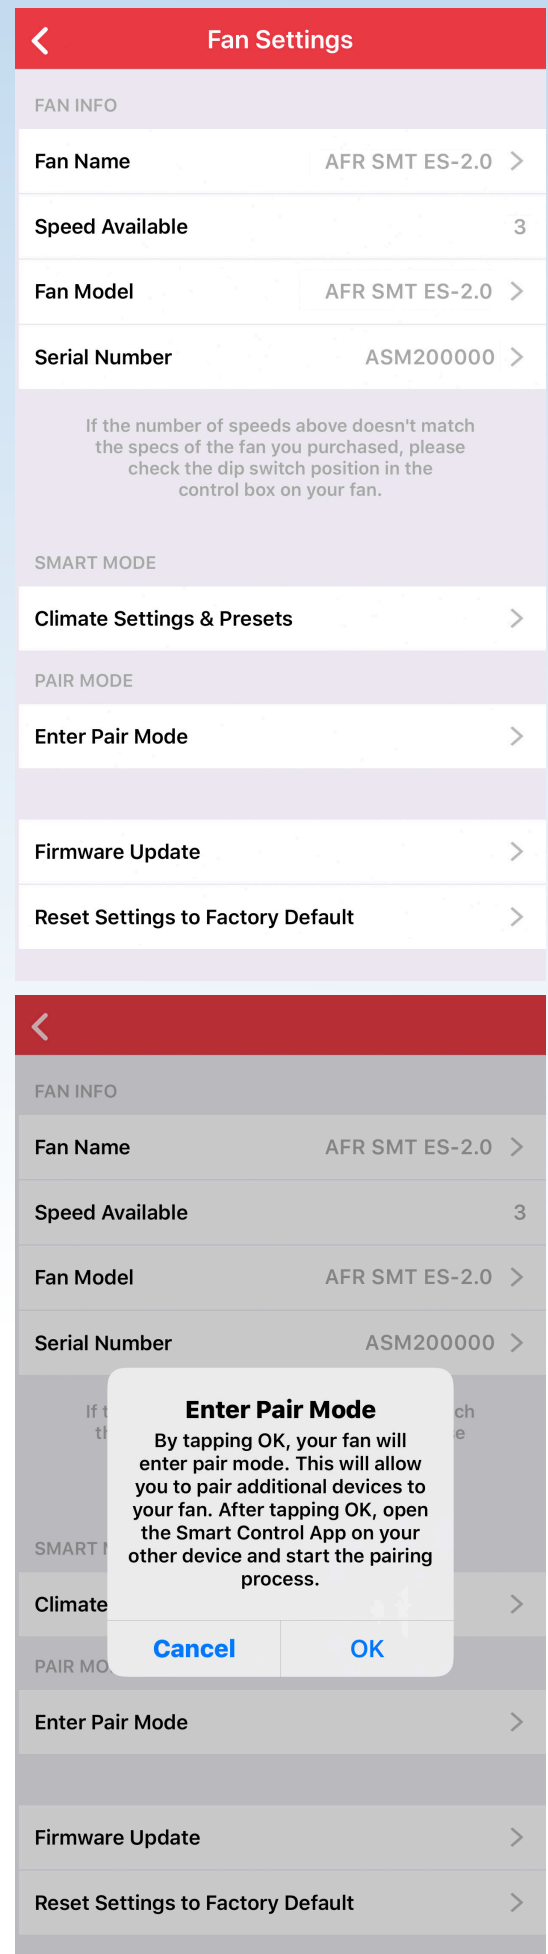 Fan Settings
FAN INFO
Fan Name AFR SMT ES-2.0
Speed Available 3
Fan Model AFR SMT ES-2.0
Serial Number ASM200000
If the number of speeds above doesn't match
the specs of the fan you purchased, please
check the dip switch position in the
control box on your fan.
SMART MODE
Climate Settings & Presets
PAIR MODE
Enter Pair Mode
Firmware Update
Reset Settings to Factory Default
FAN INFO
Fan Name AFR SMT ES-2.0
Speed Available 3
Fan Model AFR SMT ES-2.0
Serial Number ASM200000
If
Enter Pair Mode
By tapping OK, your fan will
enter pair mode. This will allow
you to pair additional devices to
your fan. After tapping OK, open
the Smart Control App on your
other device and start the pairing
process.
Cancel OK
SMART
Climate
PAIR MO
Enter Pair Mode
Firmware Update
Reset Settings to Factory Default